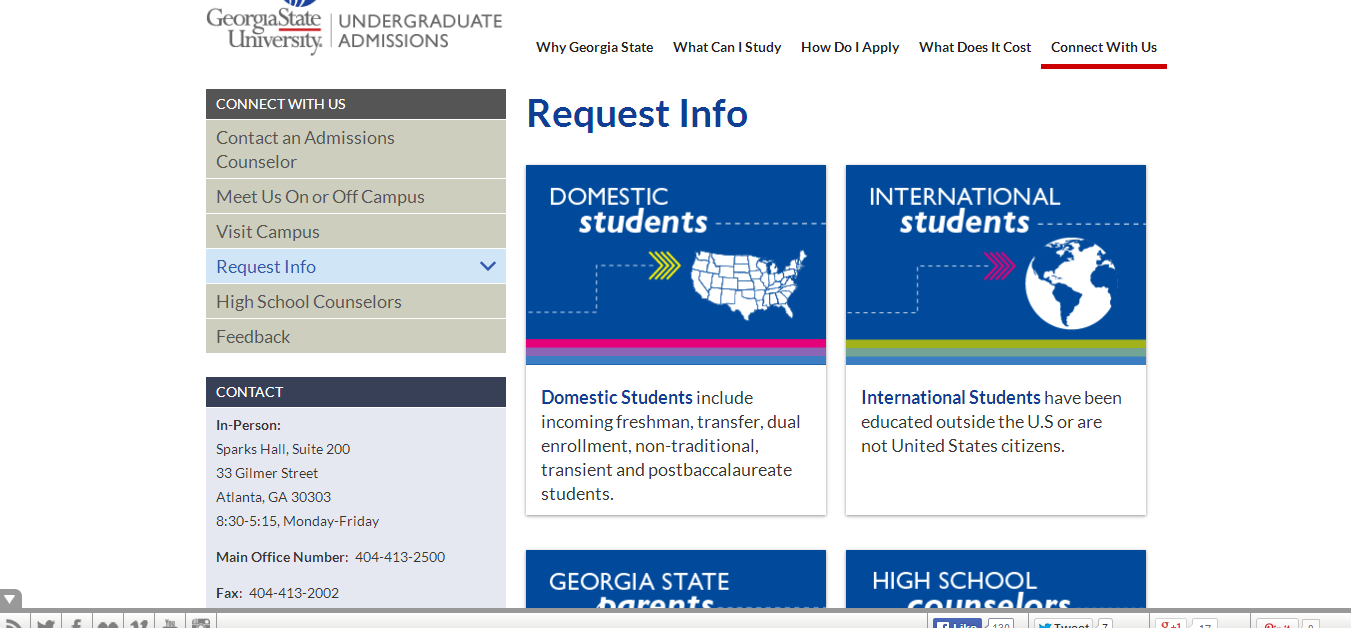 GeorgiaState
University.
UNDERGRADUATE
ADMISSIONS
Why Georgia State
What Can I Study
How Do I Apply
What Does It Cost
Connect With Us
CONNECT WITH US
Contact an Admissions
Counselor
Meet Us On or Off Campus
Visit Campus
Request Info
High School Counselors
Feedback
CONTACT
In-Person:
Sparks Hall, Suite 200
33 Gilmer Street
Atlanta, GA 30303
8:30-5:15, Monday-Friday
Main Office Number: 404-413-2500
Fax: 404-413-2002
Request Info
DOMESTIC
students
Domestic Students include
incoming freshman, transfer, dual
enrollment, non-traditional,
transient and postbaccalaureate
students.
INTERNATIONAL
students
International Students have been
educated outside the U.S or are
not United States citizens.
GEORGIA STATE
parents
HIGH SCHOOL
counselors
Like
130
Tweet
7
g+1
17
Pin it
0